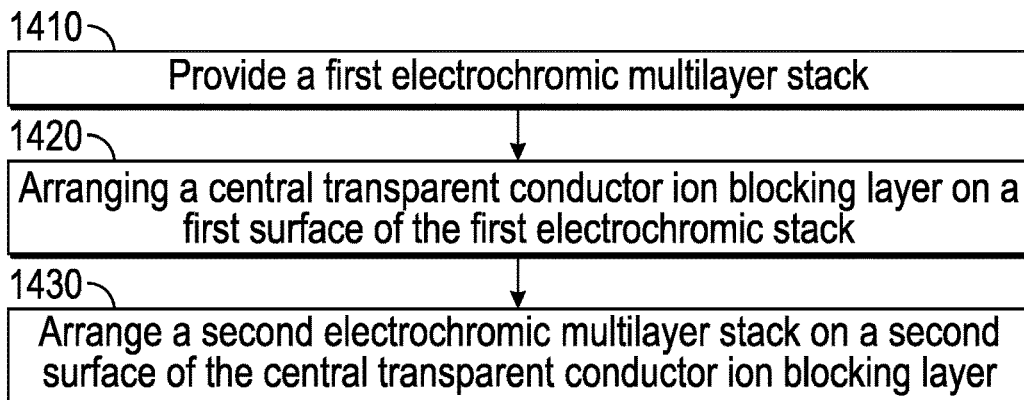 1410
Provide a first electrochromic multilayer stack
1420
Arranging a central transparent conductor ion blocking layer on a
first surface of the first electrochromic stack
1430
Arrange a second electrochromic multilayer stack on a second
surface of the central transparent conductor ion blocking layer